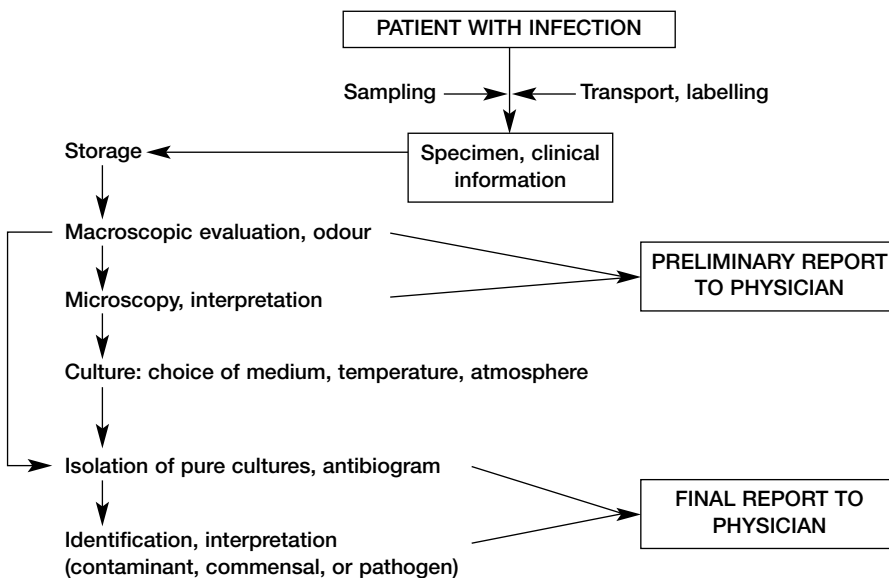 PATIENT WITH INFECTION
Sampling
Transport, labelling
Storage
Specimen, clinical
information
Macroscopic evaluation, odour
PRELIMINARY REPORT
TO PHYSICIAN
Microscopy, interpretation
Culture: choice of medium, temperature, atmosphere
Isolation of pure cultures, antibiogram
FINAL REPORT TO
PHYSICIAN
Identification, interpretation
(contaminant, commensal, or pathogen)